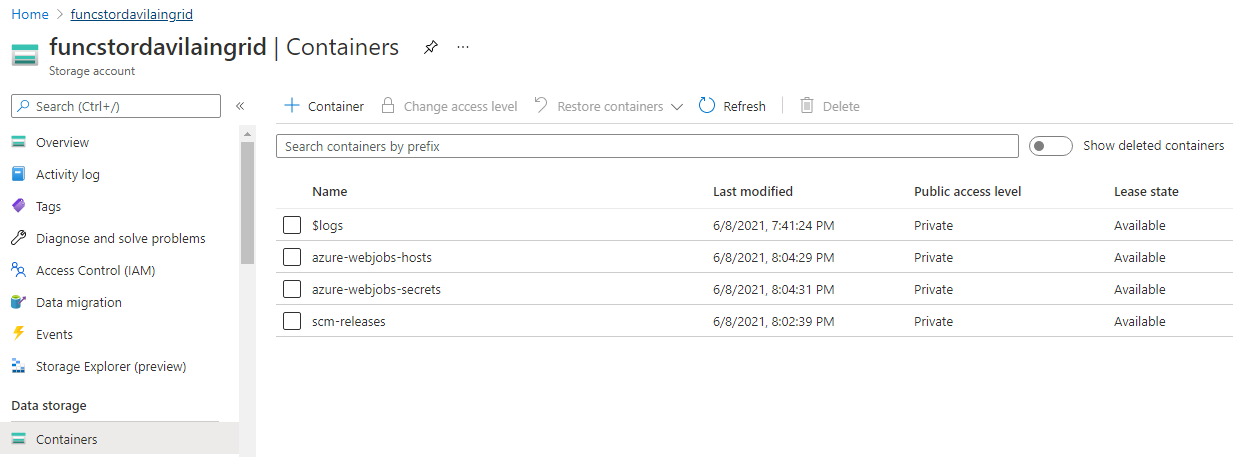 Home > funcstordavilaingrid
funcstordavilaingrid | Containers
Storage account
Search (Ctrl+/)
Overview
Activity log
Tags
Diagnose and solve problems
Access Control (IAM)
Data migration
Events
Storage Explorer (preview)
Data storage
Containers
Container Change access level Restore containers Refresh Delete
Search containers by prefix Show deleted containers
Name Last modified Public access level Lease state
$logs 6/8/2021, 7:41:24 PM Private Available
azure-webjobs-hosts 6/8/2021, 8:04:29 PM Private Available
azure-webjobs-secrets 6/8/2021, 8:04:31 PM Private Available
scm-releases 6/8/2021, 8:02:39 PM Private Available